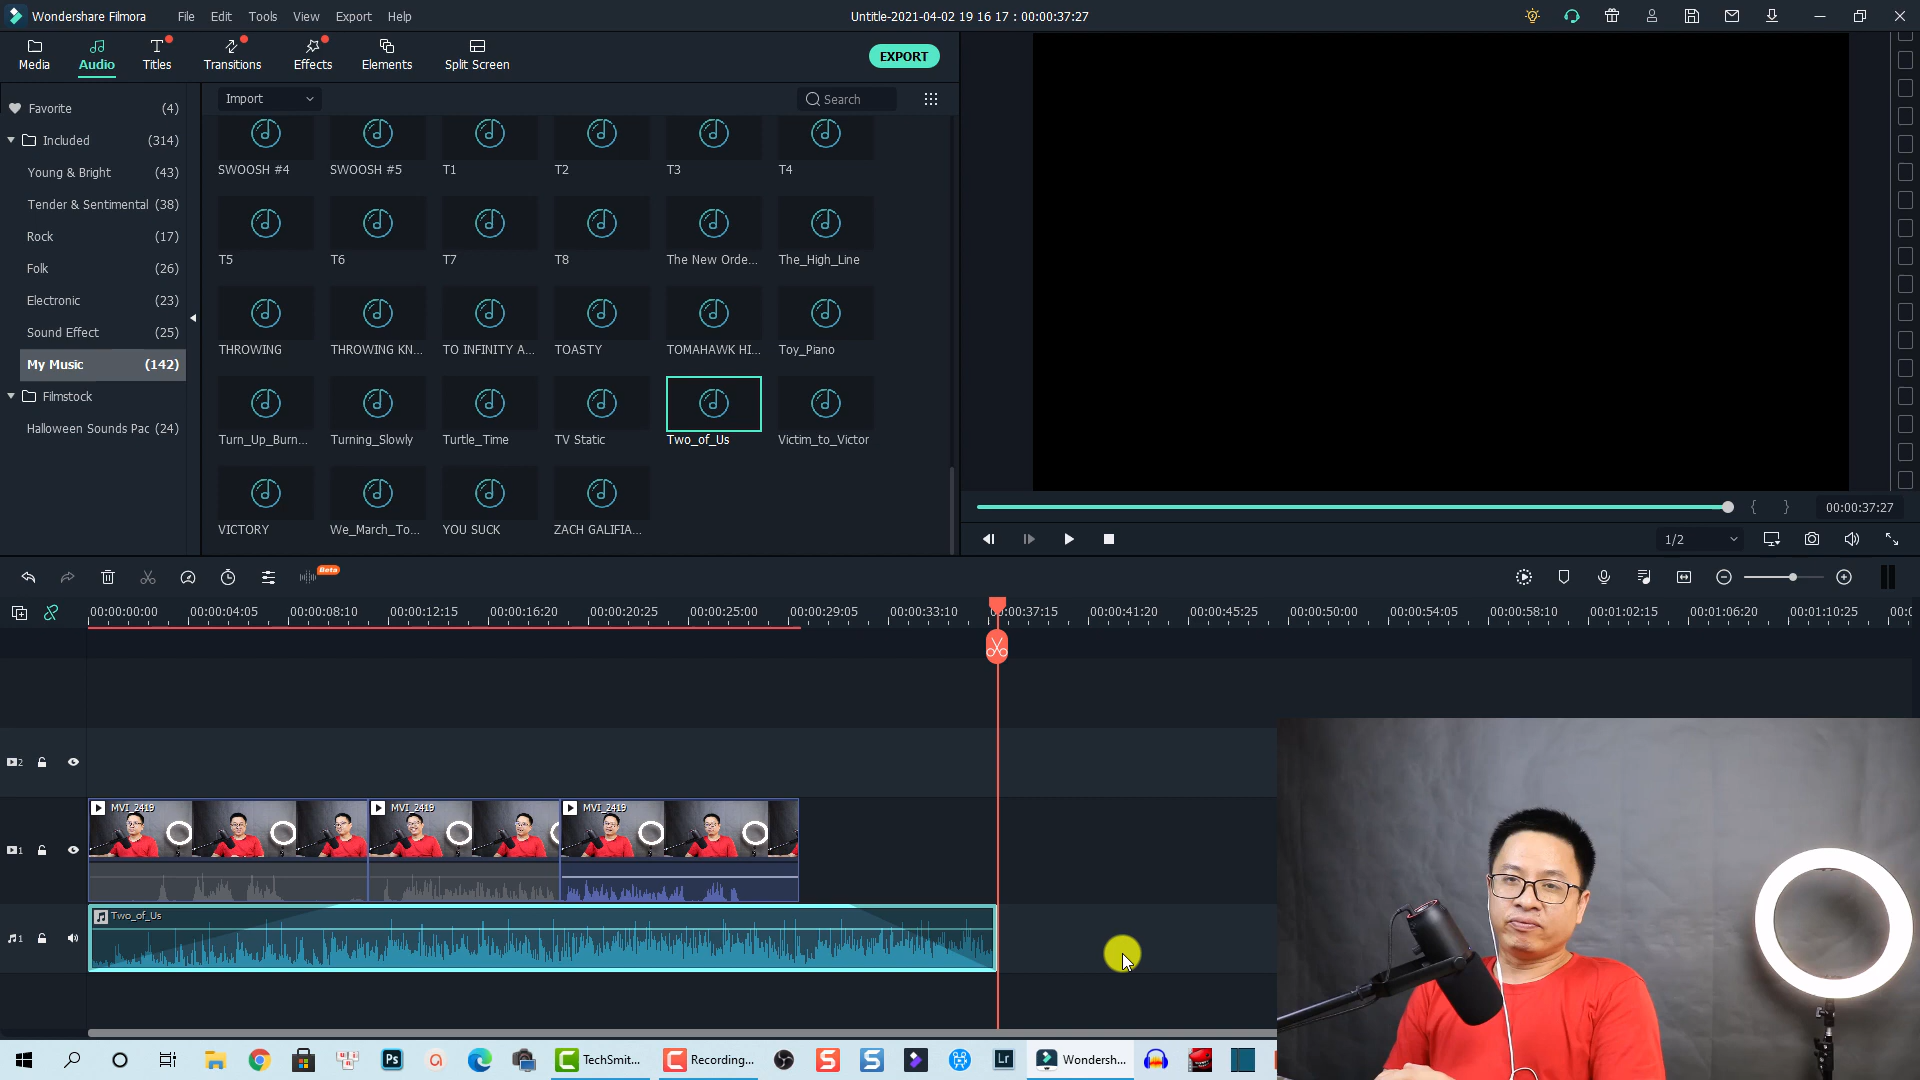 Wondershare Filmora
File Edit Tools View Export Help
Untitle-2021-04-02 19 16 17 : 00:00:37:27
Media Audio Titles Transitions Effects Elements Split Screen
EXPORT
Import
Search
Favorite (4)
Included (314)
Young & Bright (43)
Tender & Sentimental (38)
Rock (17)
Folk (26)
Electronic (23)
Sound Effect (25)
My Music (142)
Filmstock
Halloween Sounds Pac (24)
SWOOSH #4 SWOOSH #5 T1 T2 T3 T4
T5 T6 T7 T8 The New Orde... The_High_Line
THROWING THROWING KN... TO INFINITY A... TOASTY TOMAHAWK HI... Toy_Piano
Turn_Up_Burn... Turning_Slowly Turtle_Time TV Static Two_of_Us Victim_to_Victor
VICTORY We_March_To... YOU SUCK ZACH GALIFIA...
{ } 00:00:37:27
1/2
Beta
00:00:00:00 00:00:04:05 00:00:08:10 00:00:12:15 00:00:16:20 00:00:20:25 00:00:25:00 00:00:29:05 00:00:33:10 00:00:37:15 00:00:41:20 00:00:45:25 00:00:50:00 00:00:54:05 00:00:58:10 00:01:02:15 00:01:06:20 00:01:10:25
2
MVI_2419 MVI_2419 MVI_2419
1
Two_of_Us
1
Ps
TechSmit...
Recording...
Lr
Wondersh...